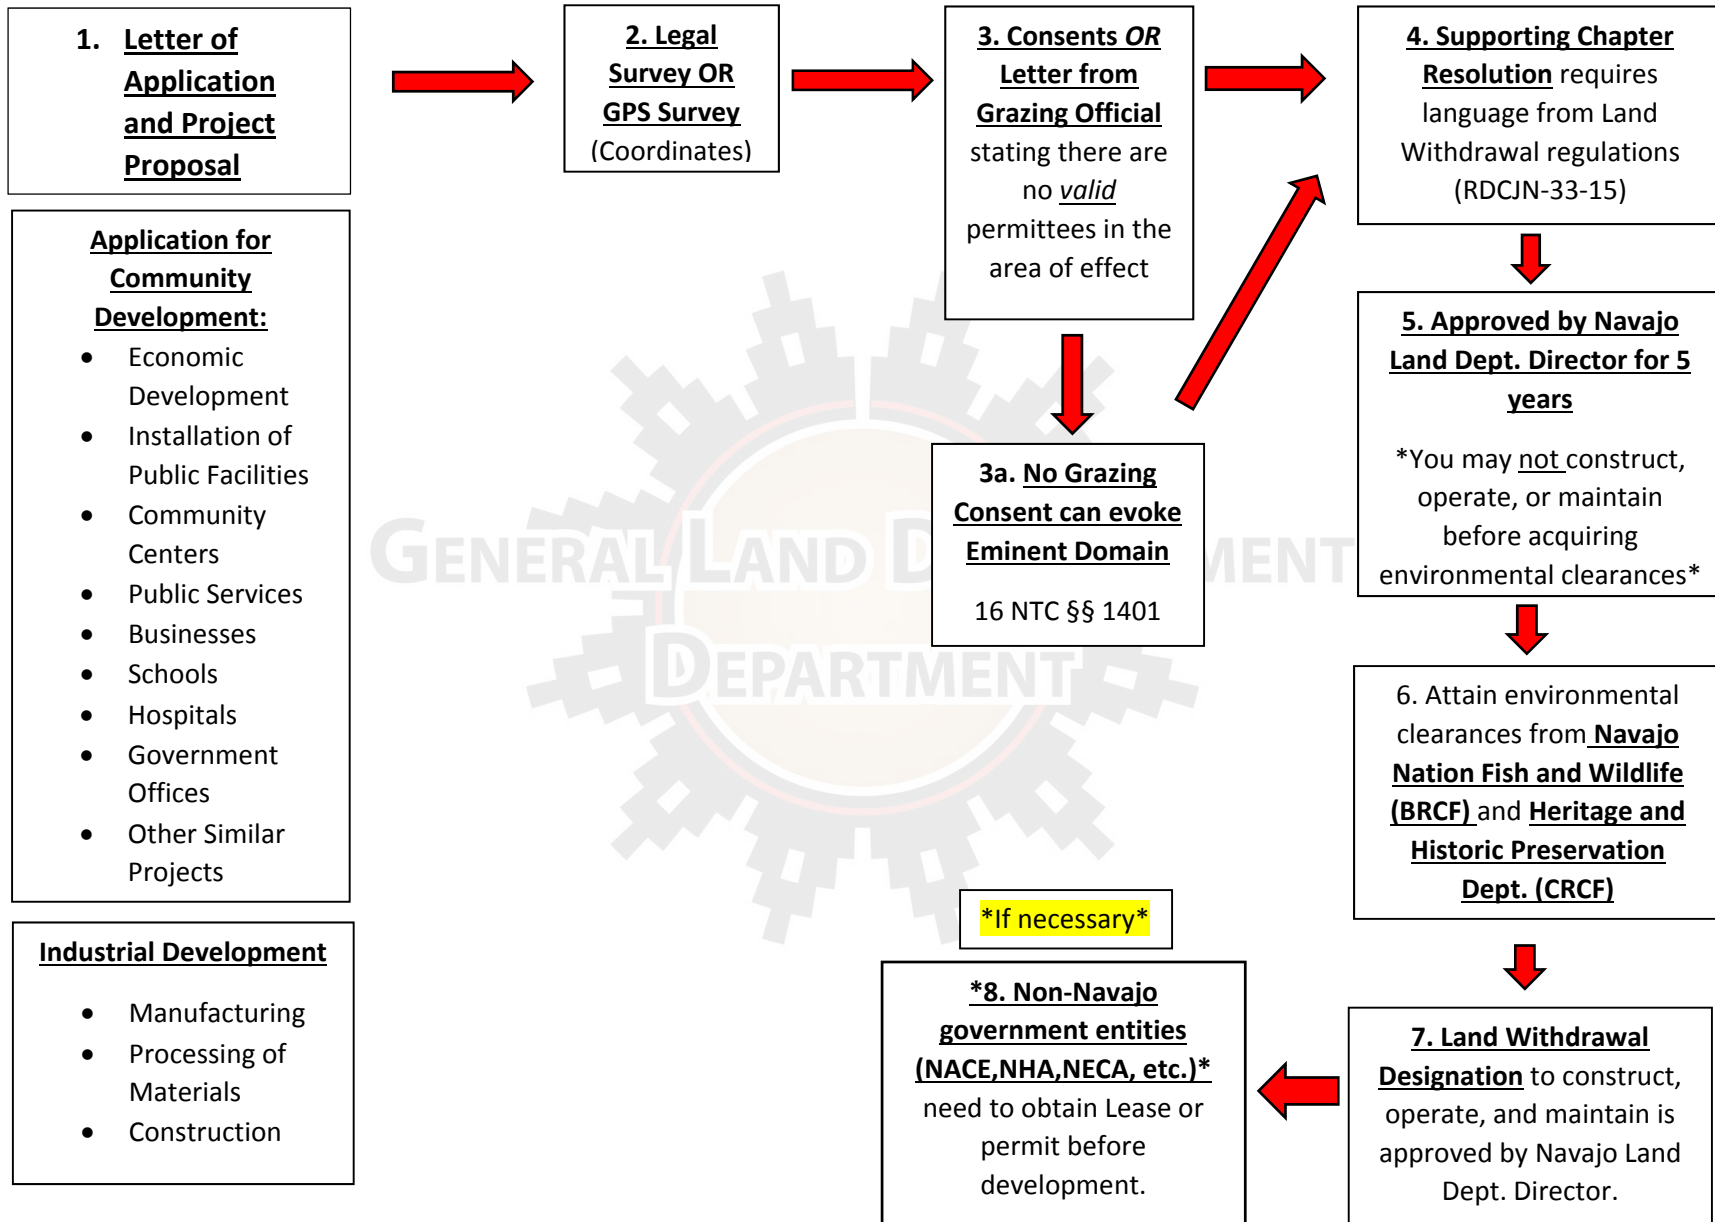 1. Letter of
Application
and Project
Proposal
Application for
Community
Development:
• Economic
Development
• Installation of
Public Facilities
• Community
Centers
• Public Services
• Businesses
• Schools
• Hospitals
• Government
Offices
• Other Similar
Projects
Industrial Development
• Manufacturing
• Processing of
Materials
• Construction
2. Legal
Survey OR
GPS Survey
(Coordinates)
3. Consents OR
Letter from
Grazing Official
stating there are
no valid
permittees in the
area of effect
3a. No Grazing
Consent can evoke
Eminent Domain
16 NTC §§ 1401
4. Supporting Chapter
Resolution requires
language from Land
Withdrawal regulations
(RDCJN-33-15)
5. Approved by Navajo
Land Dept. Director for 5
years
*You may not construct,
operate, or maintain
before acquiring
environmental clearances*
6. Attain environmental
clearances from Navajo
Nation Fish and Wildlife
(BRCF) and Heritage and
Historic Preservation
Dept. (CRCF)
7. Land Withdrawal
Designation to construct,
operate, and maintain is
approved by Navajo Land
Dept. Director.
*If necessary*
*8. Non-Navajo
government entities
(NACE,NHA,NECA, etc.)*
need to obtain Lease or
permit before
development.
GENERAL LAND D MENT
DEPARTMENT